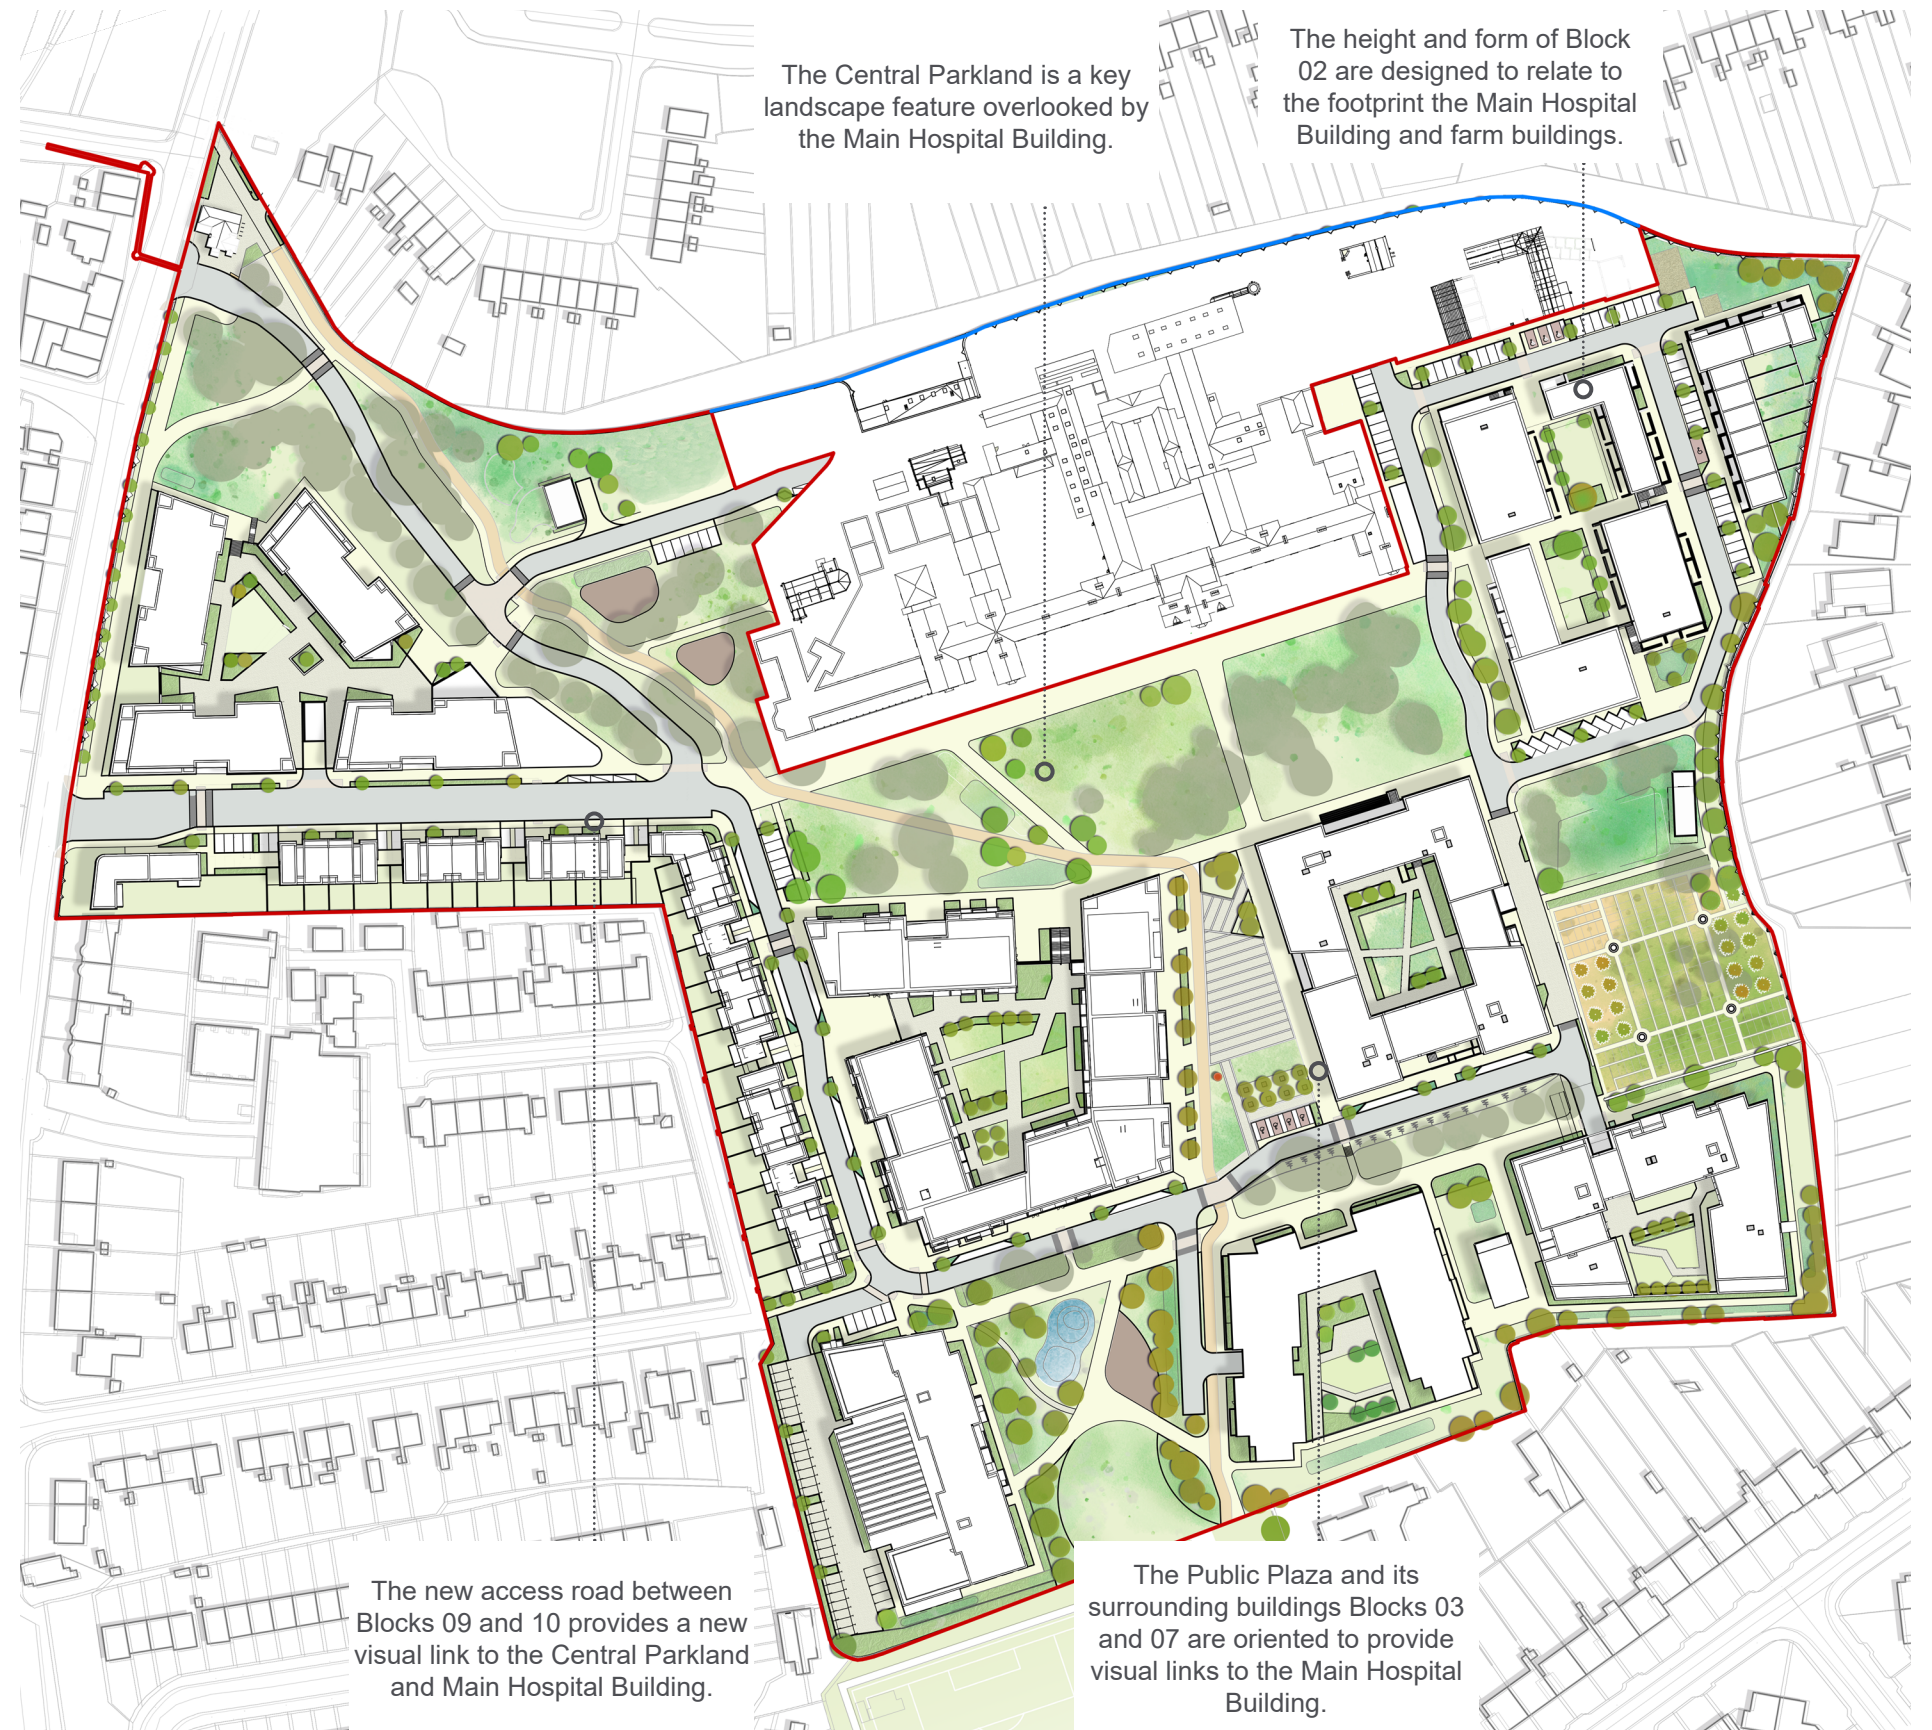 The Central Parkland is a key
landscape feature overlooked by
the Main Hospital Building.
The height and form of Block
02 are designed to relate to
the footprint the Main Hospital
Building and farm buildings.
The new access road between
Blocks 09 and 10 provides a new
visual link to the Central Parkland
and Main Hospital Building.
The Public Plaza and its
surrounding buildings Blocks 03
and 07 are oriented to provide
visual links to the Main Hospital
Building.